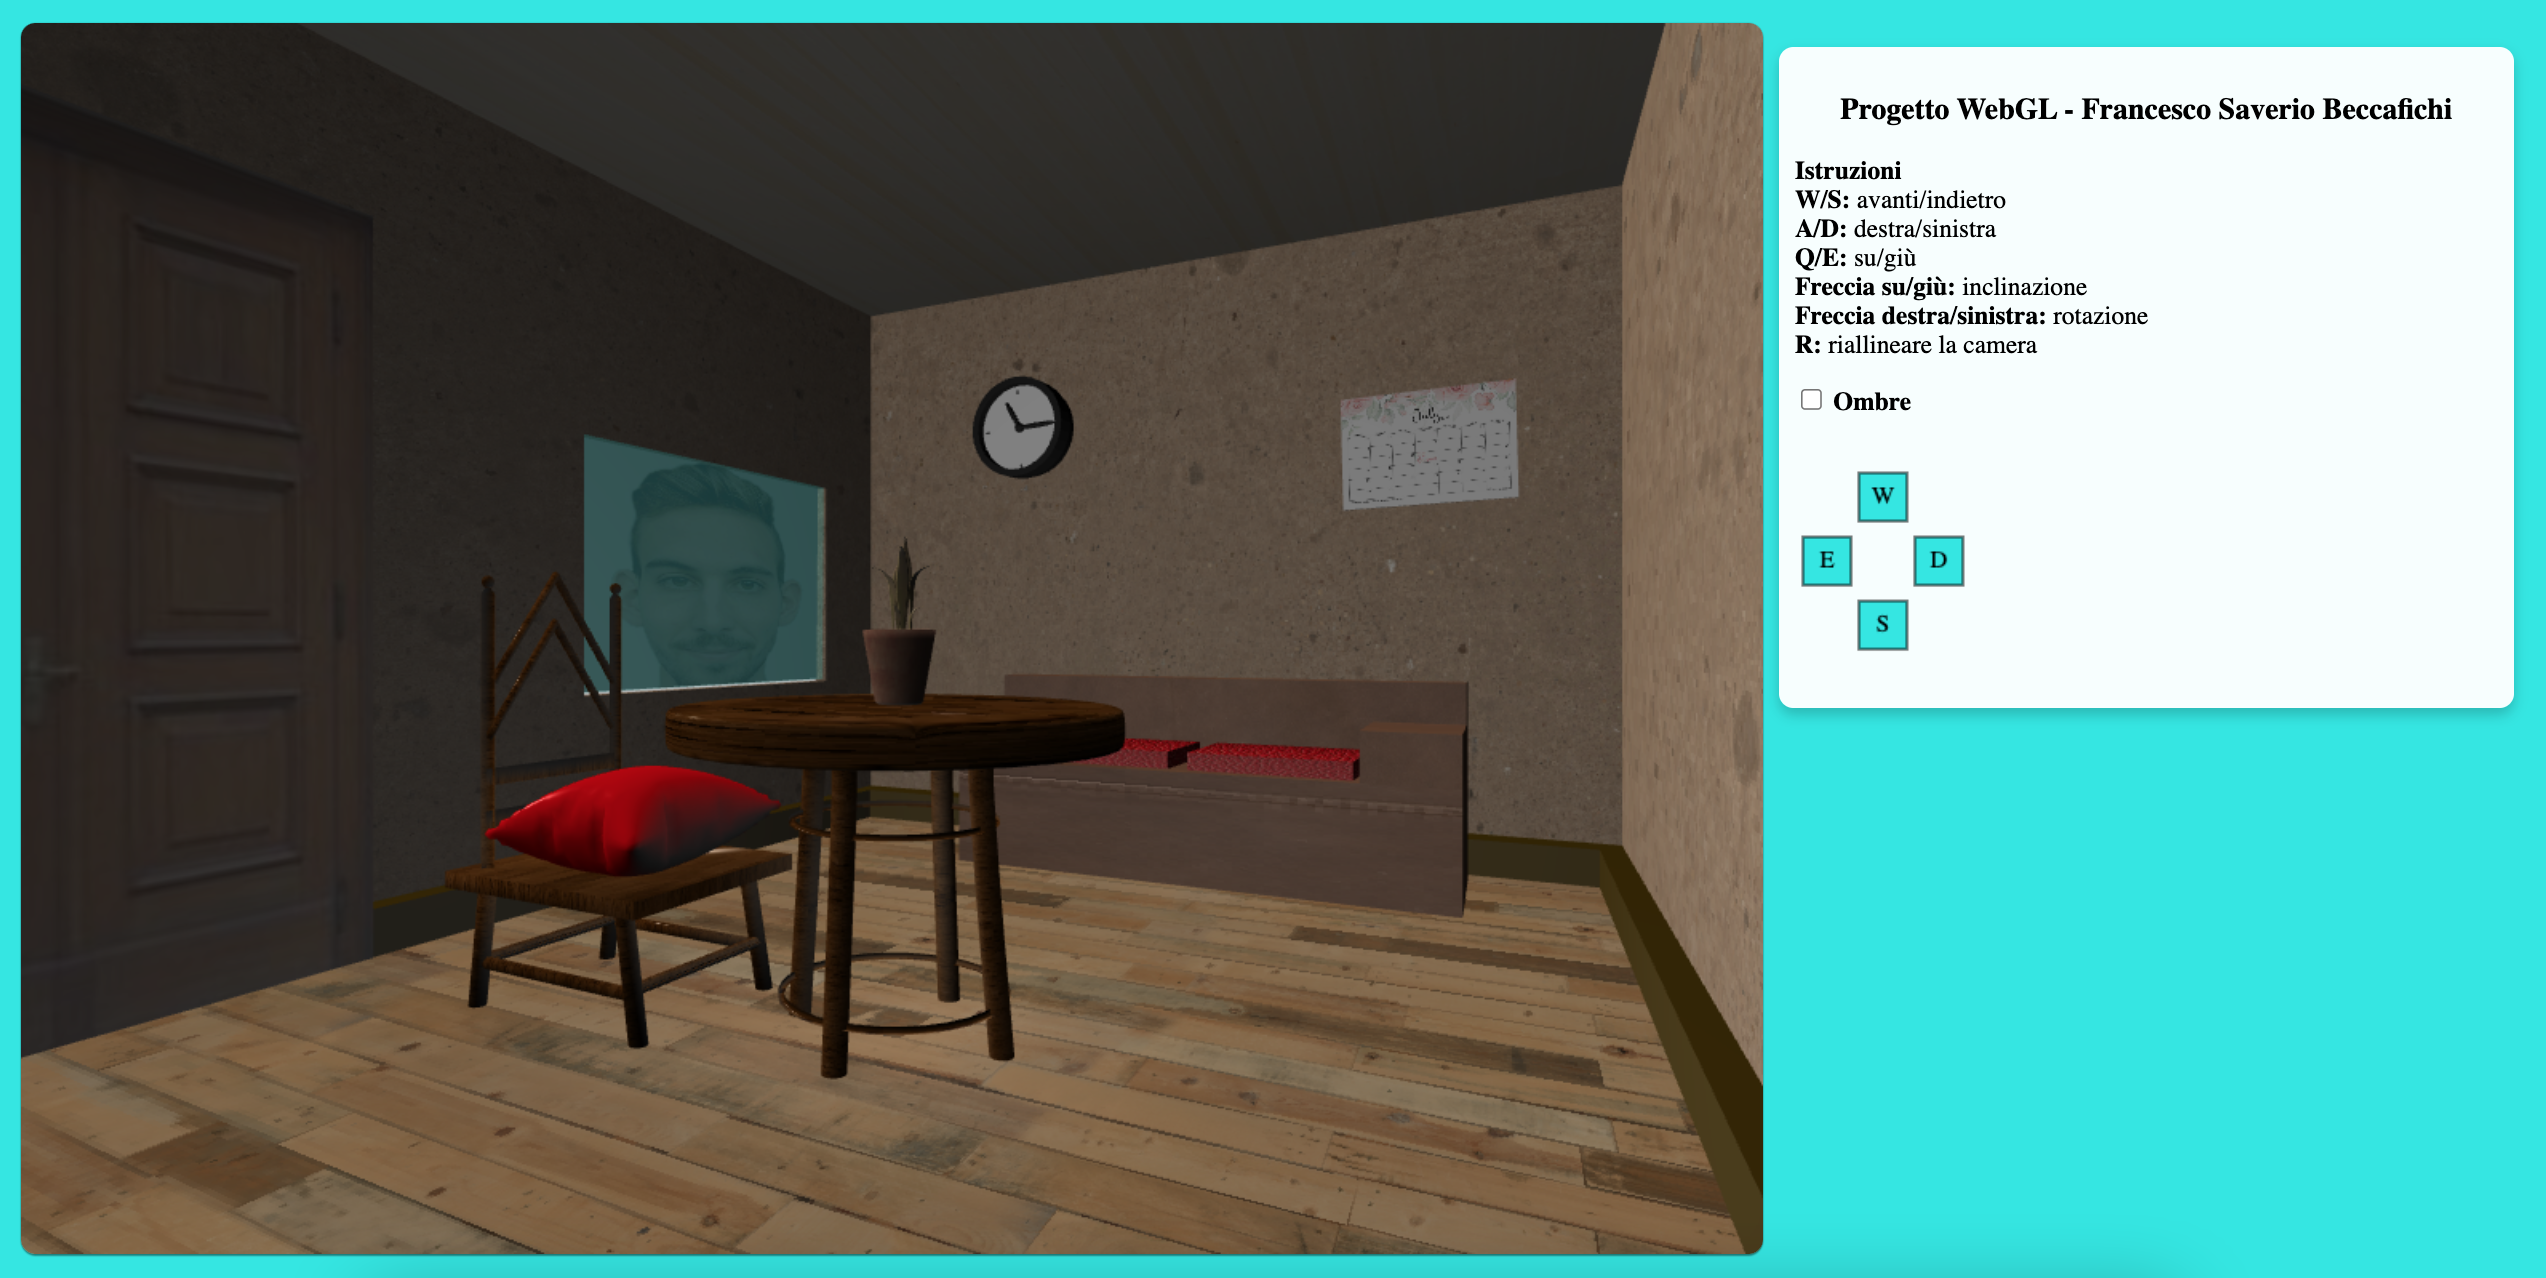 Progetto WebGL - Francesco Saverio Beccafichi
Istruzioni
W/S: avanti/indietro
A/D: destra/sinistra
Q/E: su/giù
Freccia su/giù: inclinazione
Freccia destra/sinistra: rotazione
R: riallineare la camera
Ombre
July
W
E D
S